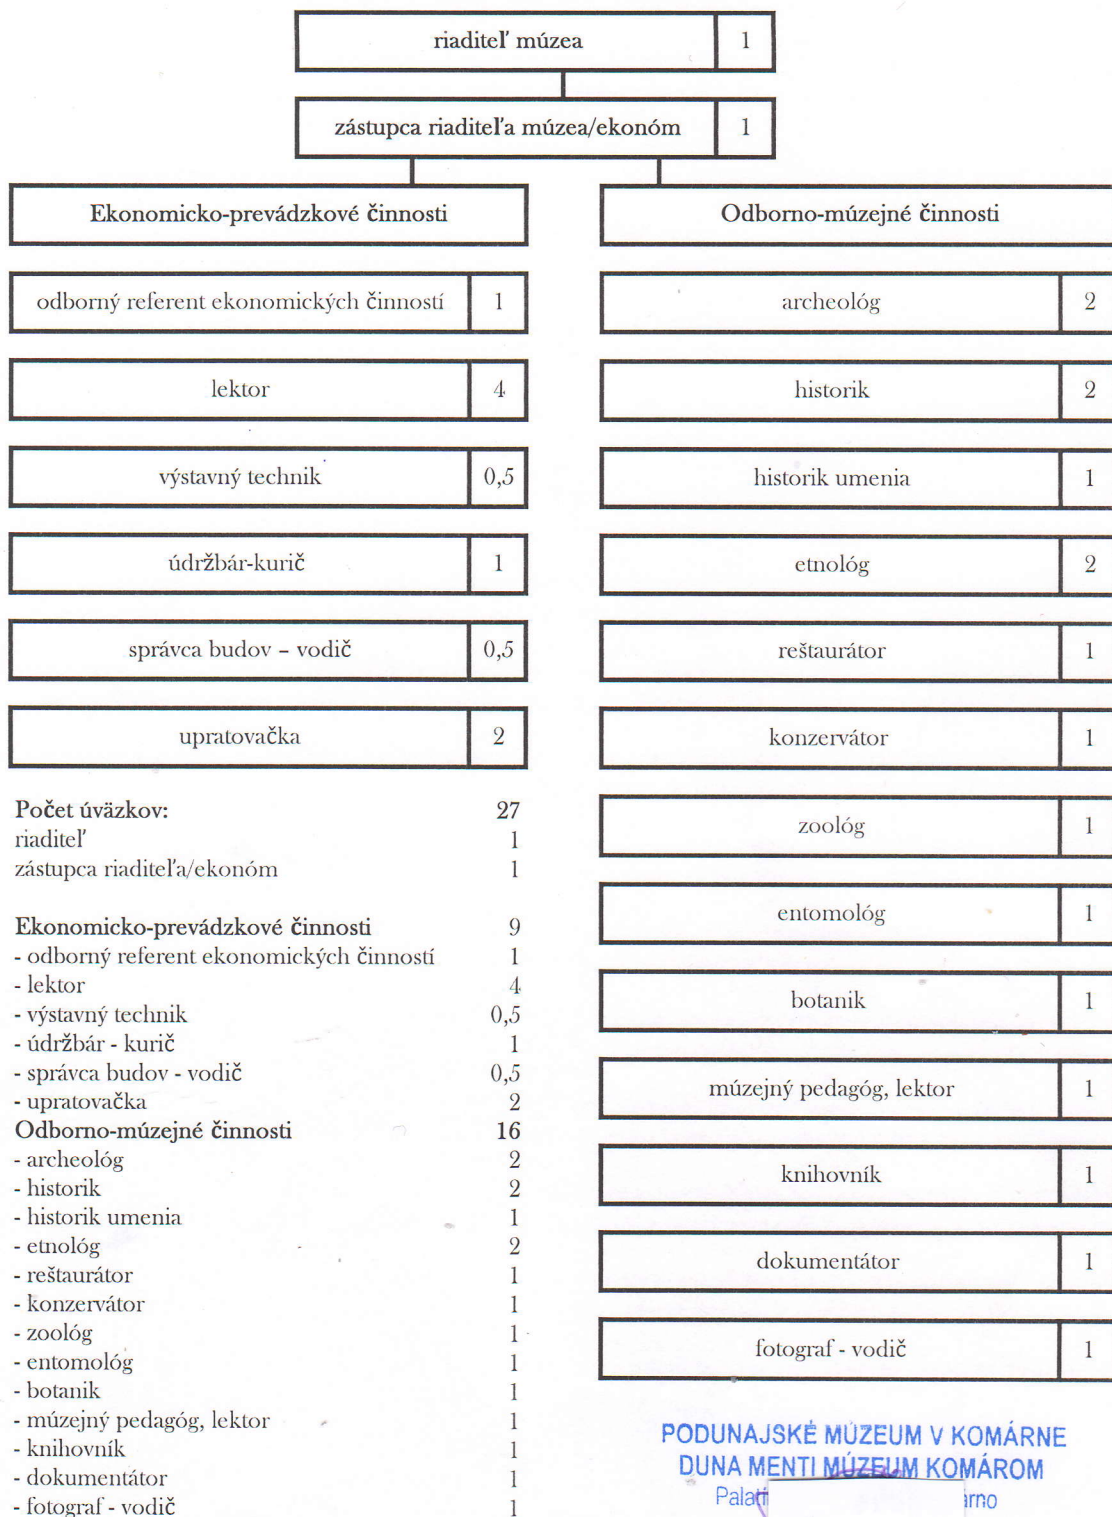 riaditeľ múzea 1
zástupca riaditeľa múzea/ekonóm 1
Ekonomicko-prevádzkové činnosti
odborný referent ekonomických činností 1
lektor 4
výstavný technik 0,5
údržbár-kurič 1
správca budov – vodič 0,5
upratovačka 2
Počet úväzkov: 27
riaditeľ 1
zástupca riaditeľa/ekonóm 1
Ekonomicko-prevádzkové činnosti 9
- odborný referent ekonomických činností 1
- lektor 4
- výstavný technik 0,5
- údržbár - kurič 1
- správca budov - vodič 0,5
- upratovačka 2
Odborno-múzejné činnosti 16
- archeológ 2
- historik 2
- historik umenia 1
- etnológ 2
- reštaurátor 1
- konzervátor 1
- zoológ 1
- entomológ 1
- botanik 1
- múzejný pedagóg, lektor 1
- knihovník 1
- dokumentátor 1
- fotograf - vodič 1
Odborno-múzejné činnosti
archeológ 2
historik 2
historik umenia 1
etnológ 2
reštaurátor 1
konzervátor 1
zoológ 1
entomológ 1
botanik 1
múzejný pedagóg, lektor 1
knihovník 1
dokumentátor 1
fotograf - vodič 1
PODUNAJSKÉ MÚZEUM V KOMÁRNE
DUNA MENTI MÚZEUM KOMÁROM